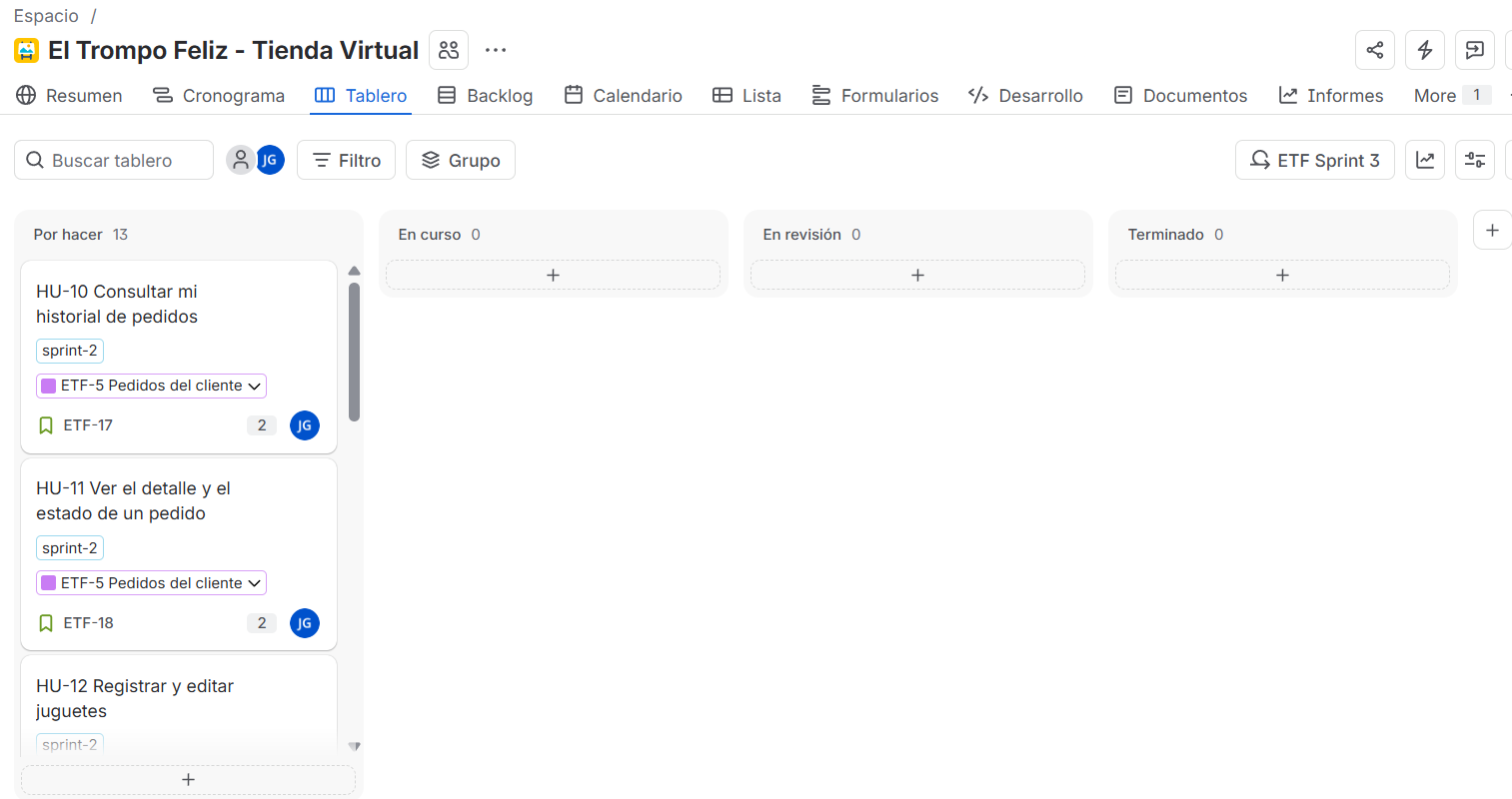 Espacio /
El Trompo Feliz - Tienda Virtual
Resumen Cronograma Tablero Backlog Calendario Lista Formularios Desarrollo Documentos Informes More 1
Buscar tablero JG Filtro Grupo ETF Sprint 3
Por hacer 13 En curso 0 En revisión 0 Terminado 0
HU-10 Consultar mi
historial de pedidos
sprint-2
ETF-5 Pedidos del cliente
ETF-17 2 JG
HU-11 Ver el detalle y el
estado de un pedido
sprint-2
ETF-5 Pedidos del cliente
ETF-18 2 JG
HU-12 Registrar y editar
juguetes
sprint-2